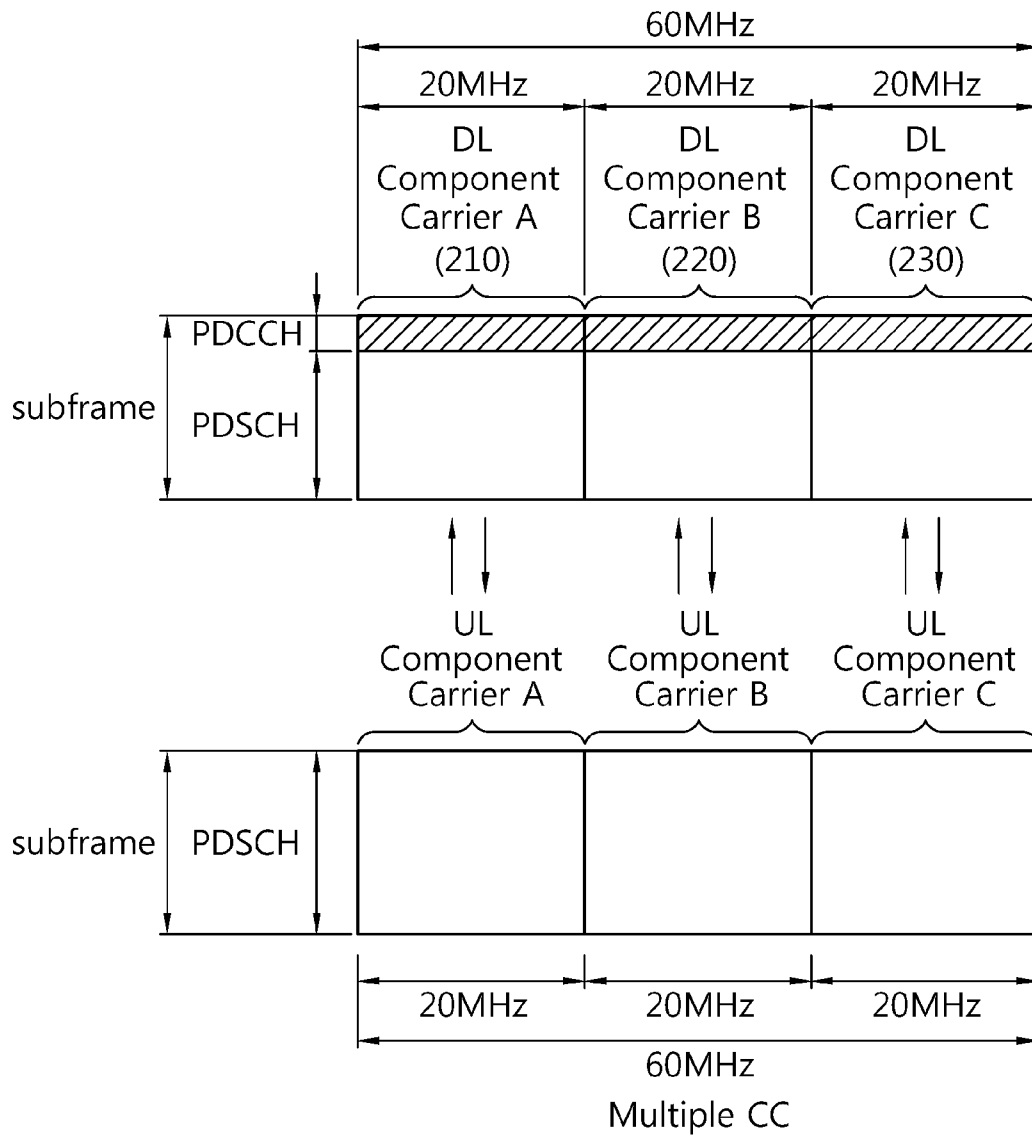 60MHz
20MHz 20MHz 20MHz
DL Component Carrier A (210)
DL Component Carrier B (220)
DL Component Carrier C (230)
PDCCH
subframe
PDSCH
UL Component Carrier A
UL Component Carrier B
UL Component Carrier C
subframe
PDSCH
20MHz 20MHz 20MHz
60MHz
Multiple CC